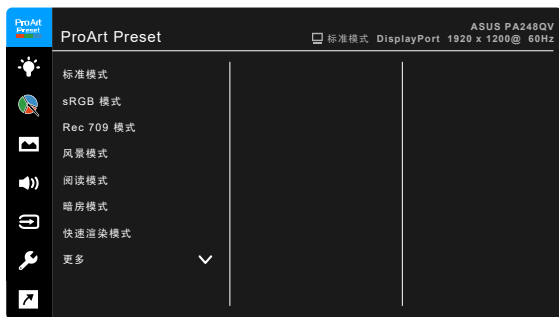 ProArt
Preset
ProArt Preset
ASUS PA248QV
标准模式 DisplayPort 1920 x 1200@ 60Hz
标准模式
sRGB 模式
Rec 709 模式
风景模式
阅读模式
暗房模式
快速渲染模式
更多